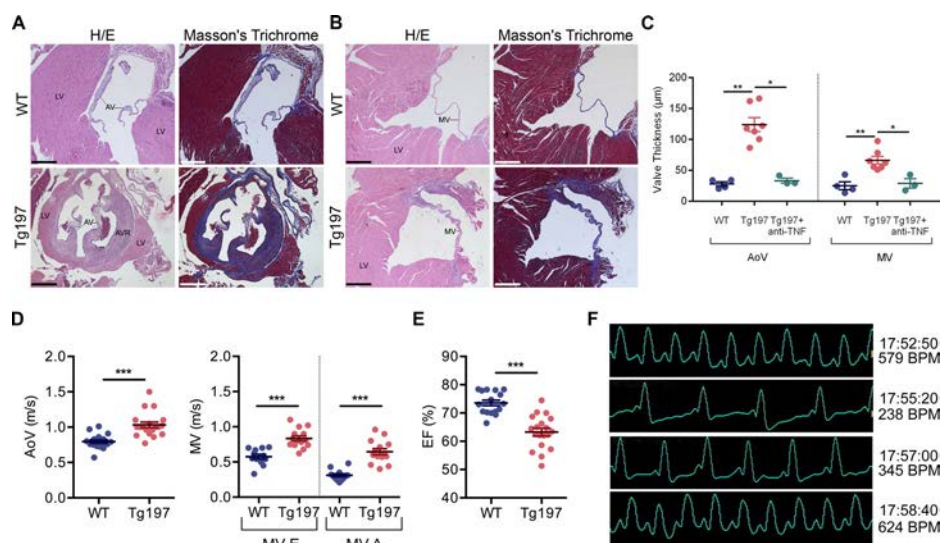 A
H/E
Masson's Trichrome
WT
AV
LV
LV
Tg197
LV
AV
AVR
LV
B
H/E
Masson's Trichrome
WT
MV
LV
Tg197
MV
LV
C
Valve Thickness (µm)
200
150
100
50
0
** *
** *
WT Tg197 Tg197+ anti-TNF
WT Tg197 Tg197+ anti-TNF
AoV
MV
D
AoV (m/s)
2.0
1.5
1.0
0.5
0.0
***
WT Tg197
MV (m/s)
2.0
1.5
1.0
0.5
0.0
***
***
WT Tg197 WT Tg197
MV E MV A
E
EF (%)
90
80
70
60
50
40
***
WT Tg197
F
17:52:50
579 BPM
17:55:20
238 BPM
17:57:00
345 BPM
17:58:40
624 BPM